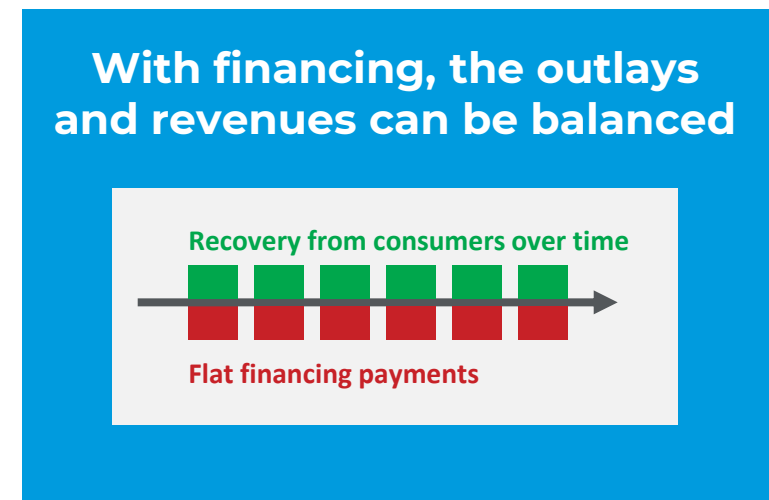 With financing, the outlays
and revenues can be balanced
Recovery from consumers over time
Flat financing payments